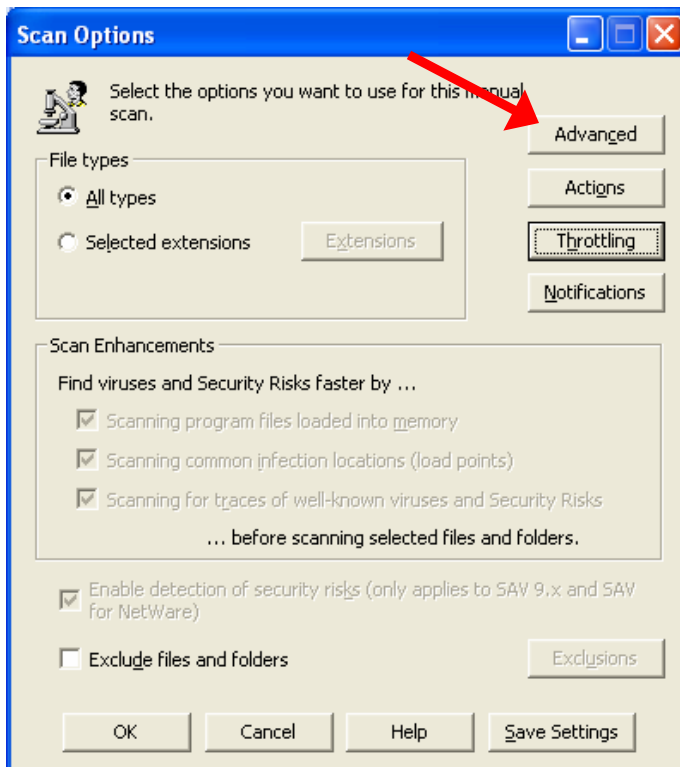 Scan Options
Select the options you want to use for this manual
scan.
Advanced
File types
All types
Actions
Selected extensions
Extensions
Throttling
Notifications
Scan Enhancements
Find viruses and Security Risks faster by ...
Scanning program files loaded into memory
Scanning common infection locations (load points)
Scanning for traces of well-known viruses and Security Risks
... before scanning selected files and folders.
Enable detection of security risks (only applies to SAV 9.x and SAV
for NetWare)
Exclude files and folders
Exclusions
OK
Cancel
Help
Save Settings